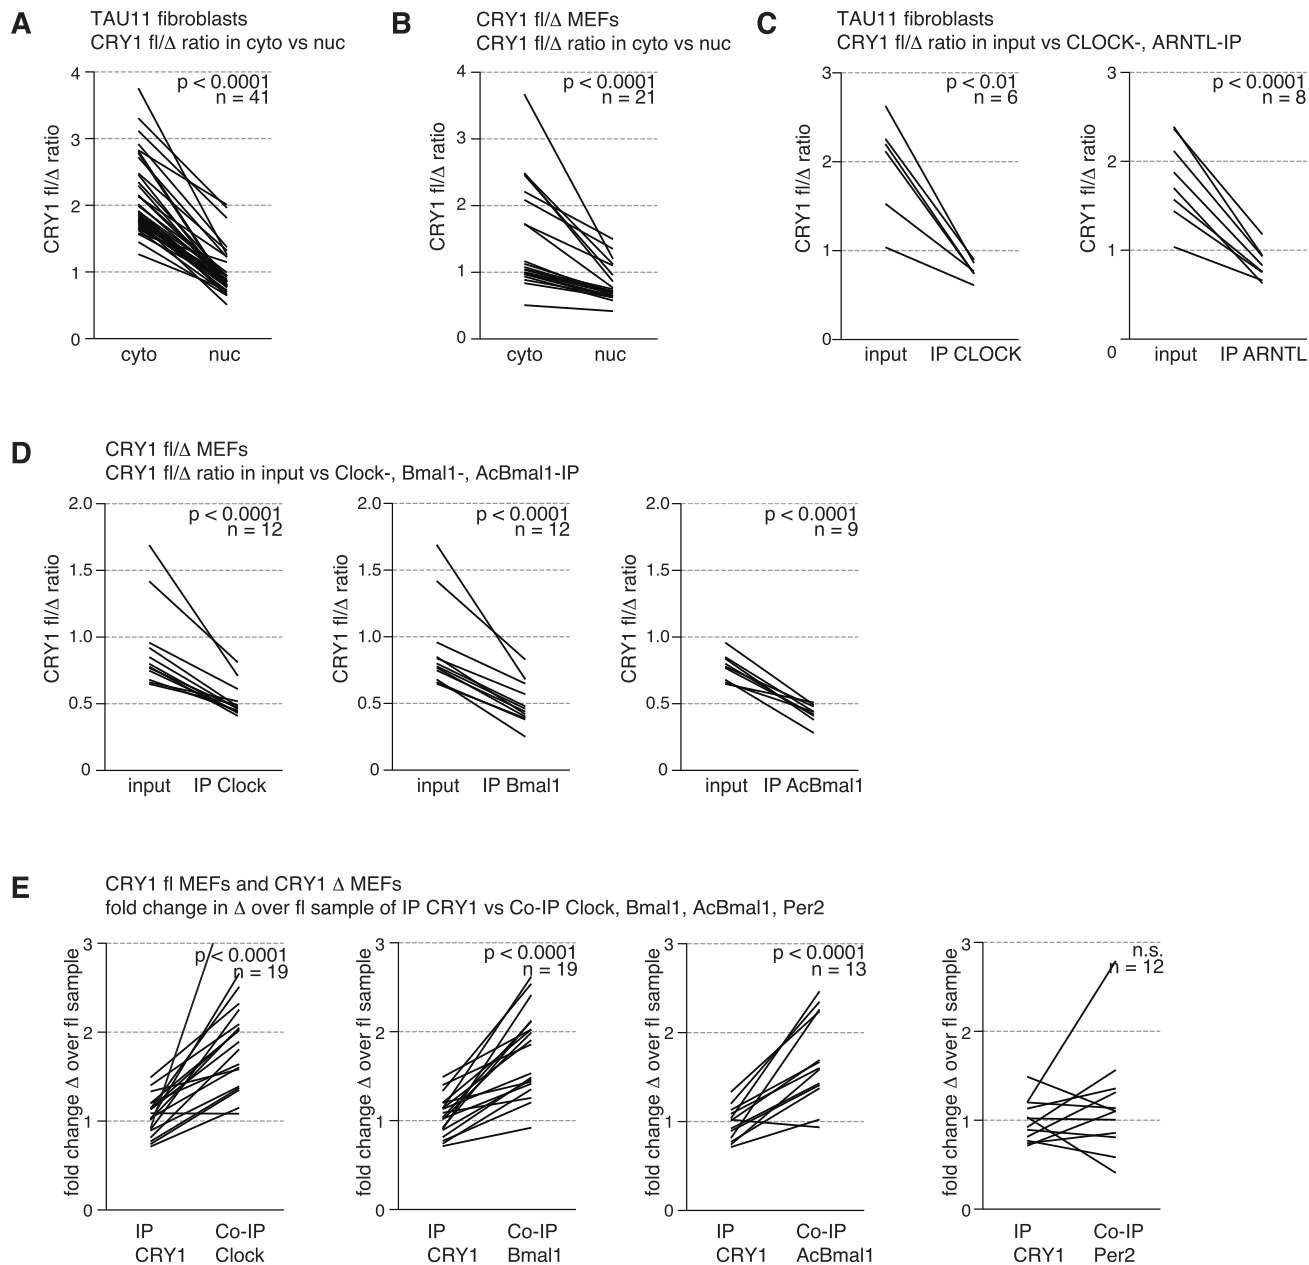 A
TAU11 fibroblasts
CRY1 fl/Δ ratio in cyto vs nuc
CRY1 fl/Δ ratio
4
3
2
1
0
p < 0.0001
n = 41
cyto
nuc
B
CRY1 fl/Δ MEFs
CRY1 fl/Δ ratio in cyto vs nuc
CRY1 fl/Δ ratio
4
3
2
1
0
p < 0.0001
n = 21
cyto
nuc
C
TAU11 fibroblasts
CRY1 fl/Δ ratio in input vs CLOCK-, ARNTL-IP
CRY1 fl/Δ ratio
3
2
1
0
p < 0.01
n = 6
input
IP CLOCK
CRY1 fl/Δ ratio
3
2
1
0
p < 0.0001
n = 8
input
IP ARNTL
D
CRY1 fl/Δ MEFs
CRY1 fl/Δ ratio in input vs Clock-, Bmal1-, AcBmal1-IP
CRY1 fl/Δ ratio
2.0
1.5
1.0
0.5
0
p < 0.0001
n = 12
input
IP Clock
CRY1 fl/Δ ratio
2.0
1.5
1.0
0.5
0
p < 0.0001
n = 12
input
IP Bmal1
CRY1 fl/Δ ratio
2.0
1.5
1.0
0.5
0
p < 0.0001
n = 9
input
IP AcBmal1
E
CRY1 fl MEFs and CRY1 Δ MEFs
fold change in Δ over fl sample of IP CRY1 vs Co-IP Clock, Bmal1, AcBmal1, Per2
fold change Δ over fl sample
3
2
1
0
p < 0.0001
n = 19
IP
CRY1
Co-IP
Clock
fold change Δ over fl sample
3
2
1
0
p < 0.0001
n = 19
IP
CRY1
Co-IP
Bmal1
fold change Δ over fl sample
3
2
1
0
p < 0.0001
n = 13
IP
CRY1
Co-IP
AcBmal1
fold change Δ over fl sample
3
2
1
0
n.s.
n = 12
IP
CRY1
Co-IP
Per2